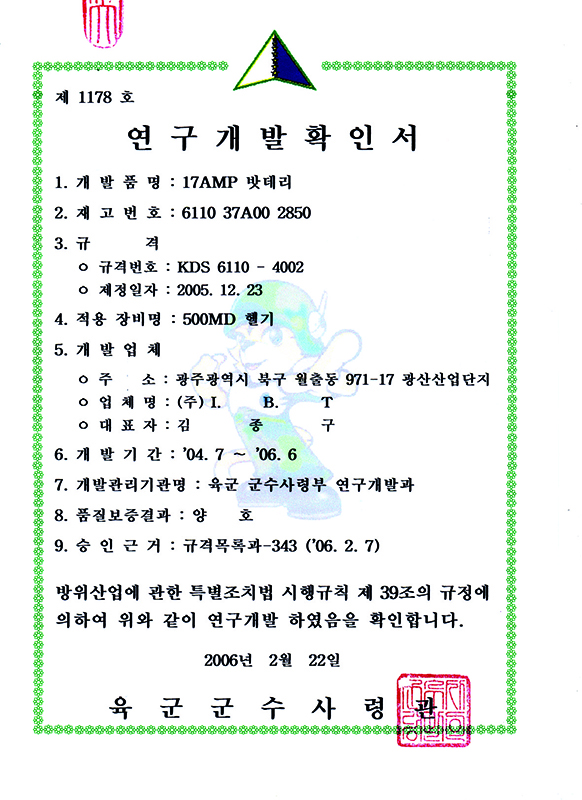 제 1178 호
연 구 개 발 확 인 서
1. 개 발 품 명 : 17AMP 밧데리
2. 재 고 번 호 : 6110 37A00 2850
3. 규 격
ㅇ 규격번호 : KDS 6110 - 4002
ㅇ 제정일자 : 2005. 12. 23
4. 적용 장비명 : 500MD 헬기
5. 개 발 업 체
ㅇ 주 소 : 광주광역시 북구 월출동 971-17 광산산업단지
ㅇ 업 체 명 : (주) I. B. T
ㅇ 대 표 자 : 김 종 구
6. 개 발 기 간 : '04. 7 ~ '06. 6
7. 개발관리기관명 : 육군 군수사령부 연구개발과
8. 품질보증결과 : 양 호
9. 승 인 근 거 : 규격목록과-343 ('06. 2. 7)
방위산업에 관한 특별조치법 시행규칙 제 39조의 규정에
의하여 위와 같이 연구개발 하였음을 확인합니다.
2006년 2월 22일
육 군 군 수 사 령 관